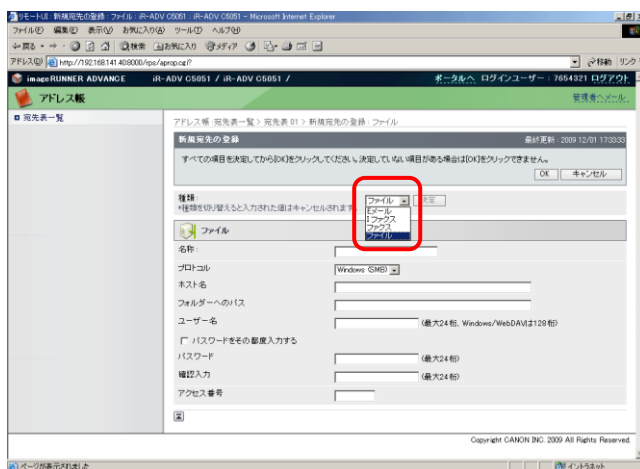 リモートUI : 新規宛先の登録 : ファイル : iR-ADV C5051 : iR-ADV C5051 - Microsoft Internet Explorer
ファイル(F) 編集(E) 表示(V) お気に入り(A) ツール(T) ヘルプ(H)
戻る 検索 お気に入り メディア
アドレス(D) http://192.168.141.40:8000/rps/aprop.cgi? 移動 リンク
imageRUNNER ADVANCE iR-ADV C5051 / iR-ADV C5051 / ポータルへ ログインユーザー : 7654321 ログアウト
アドレス帳 管理者へメール
宛先表一覧
アドレス帳 : 宛先表一覧 > 宛先表 01 > 新規宛先の登録 : ファイル
新規宛先の登録 最終更新 : 2009 12/01 17:33:33
すべての項目を決定してから[OK]をクリックしてください。決定していない項目がある場合は[OK]をクリックできません。
OK キャンセル
種類 : ファイル 決定
*種類を切り替えると入力された値はキャンセルされます。
Eメール
Iファクス
ファクス
ファイル
ファイル
名称 :
プロトコル Windows (SMB)
ホスト名
フォルダーへのパス
ユーザー名 (最大24桁、Windows/WebDAVは128桁)
パスワードをその都度入力する
パスワード (最大24桁)
確認入力 (最大24桁)
アクセス番号
Copyright CANON INC. 2009 All Rights Reserved.
ページが表示されました イントラネット